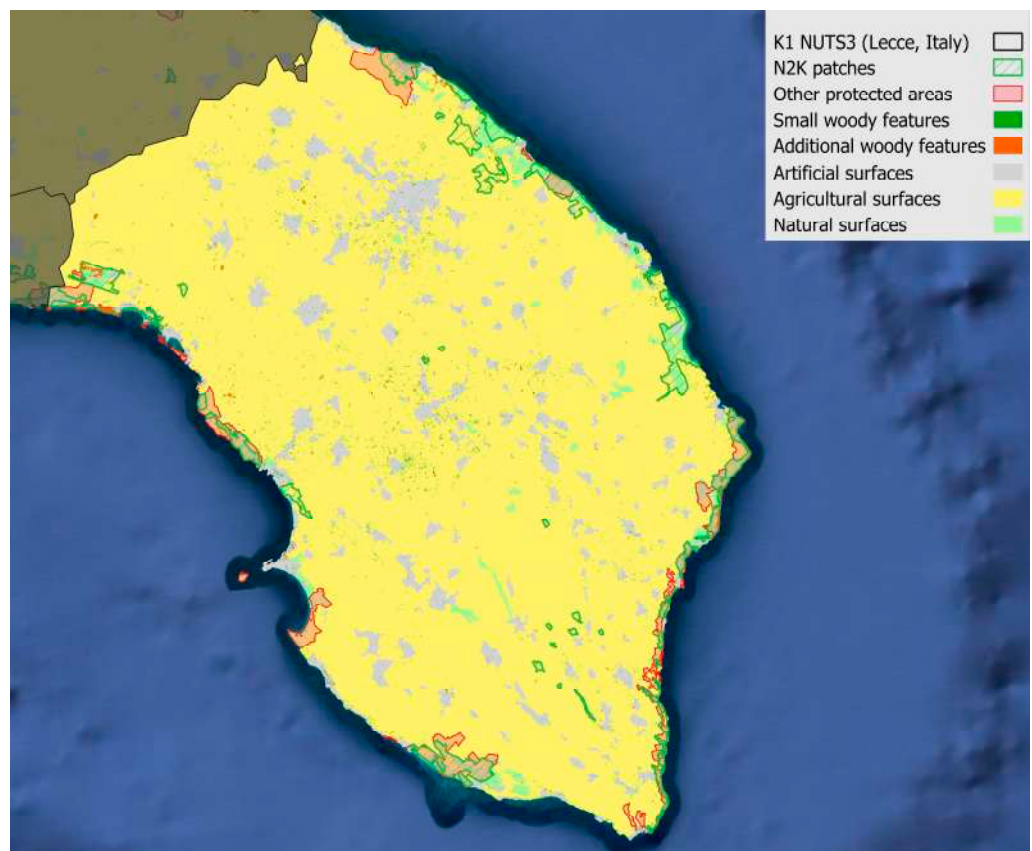 K1 NUTS3 (Lecce, Italy)
N2K patches
Other protected areas
Small woody features
Additional woody features
Artificial surfaces
Agricultural surfaces
Natural surfaces